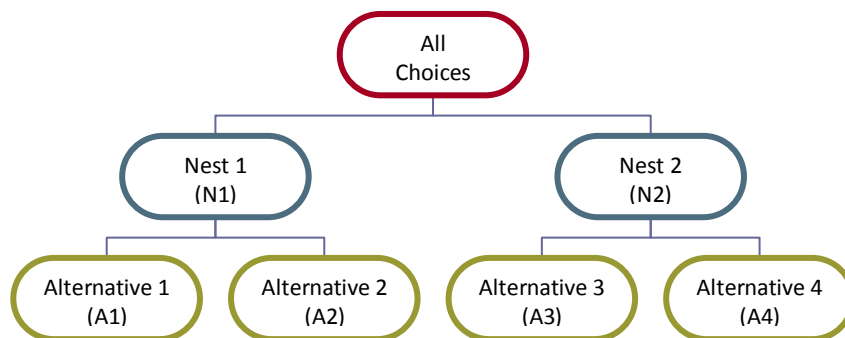 All
Choices
Nest 1
(N1)
Nest 2
(N2)
Alternative 1
(A1)
Alternative 2
(A2)
Alternative 3
(A3)
Alternative 4
(A4)